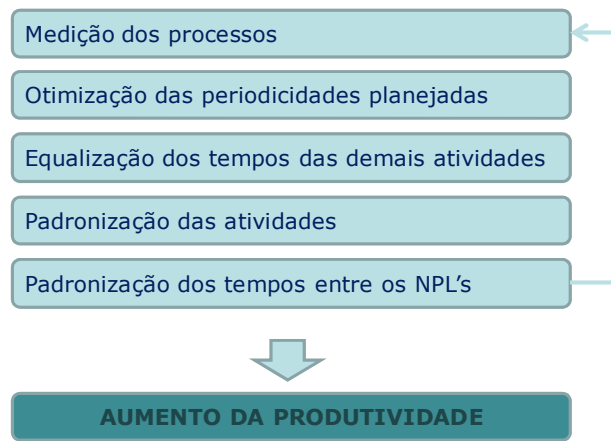 Medição dos processos
Otimização das periodicidades planejadas
Equalização dos tempos das demais atividades
Padronização das atividades
Padronização dos tempos entre os NPL’s
AUMENTO DA PRODUTIVIDADE